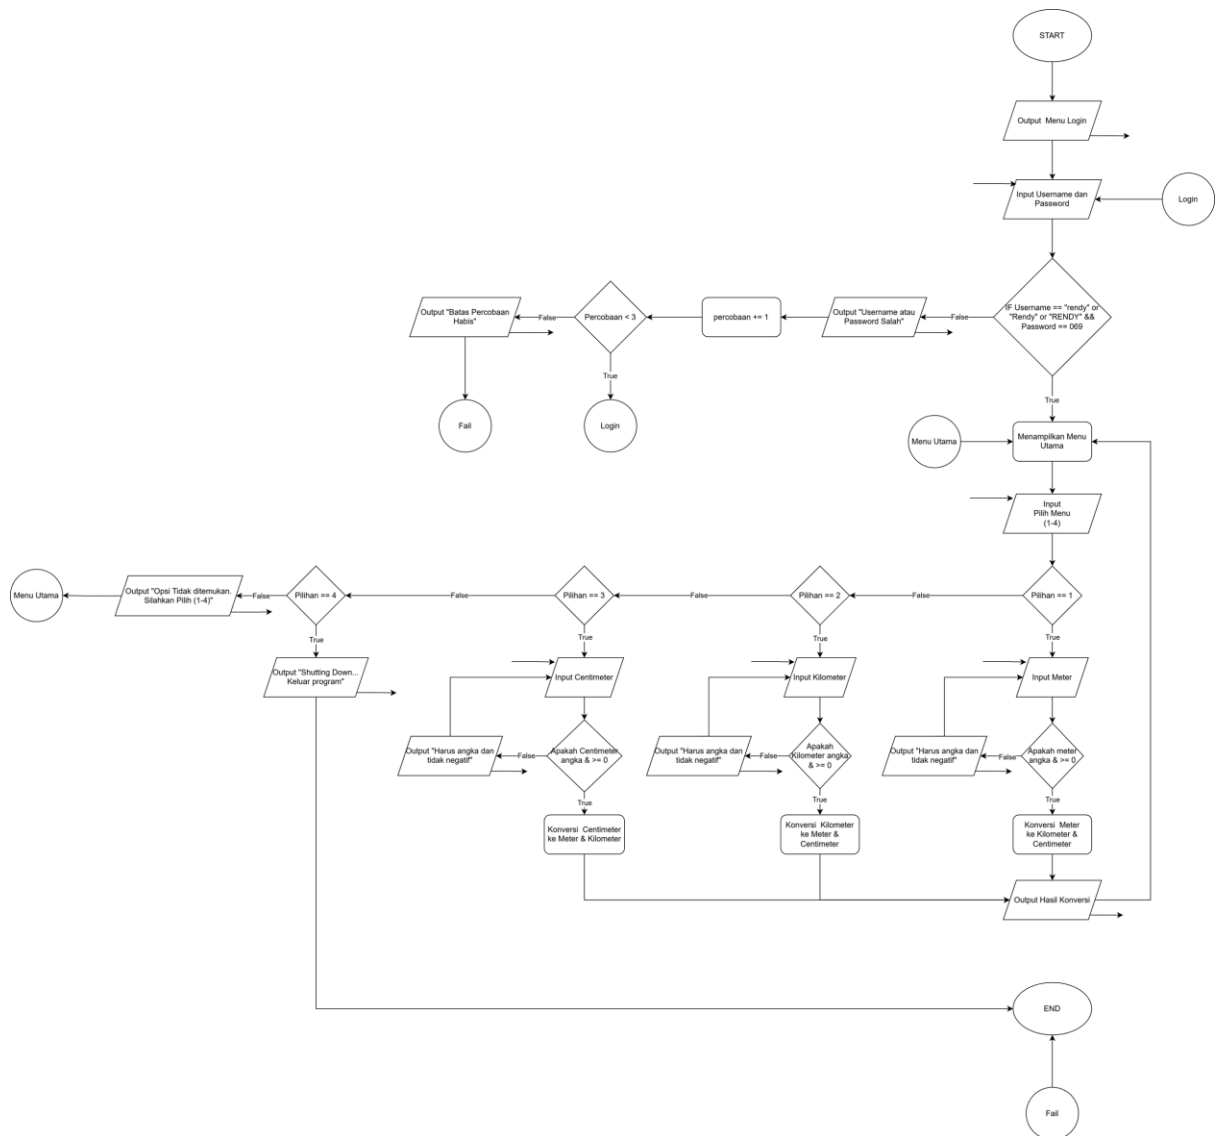 START
Output Menu Login
Input Username dan
Password
Login
IF Username == "rendy" or
"Rendy" or "RENDY" &&
Password == 069
False
Output "Username atau
Password Salah"
percobaan += 1
Percobaan < 3
False
Output "Batas Percobaan
Habis"
Fail
True
Login
True
Menu Utama
Menampilkan Menu
Utama
Input
Pilih Menu
(1-4)
Pilihan == 1
False
Pilihan == 2
False
Pilihan == 3
False
Pilihan == 4
False
Output "Opsi Tidak ditemukan.
Silahkan Pilih (1-4)"
Menu Utama
True
Output "Shutting Down...
Keluar program"
True
Input Centimeter
Apakah Centimeter
angka & >= 0
False
Output "Harus angka dan
tidak negatif"
True
Konversi Centimeter
ke Meter & Kilometer
True
Input Kilometer
Apakah
Kilometer angka
& >= 0
False
Output "Harus angka dan
tidak negatif"
True
Konversi Kilometer
ke Meter &
Centimeter
True
Input Meter
Apakah meter
angka & >= 0
False
Output "Harus angka dan
tidak negatif"
True
Konversi Meter
ke Kilometer &
Centimeter
Output Hasil Konversi
END
Fail